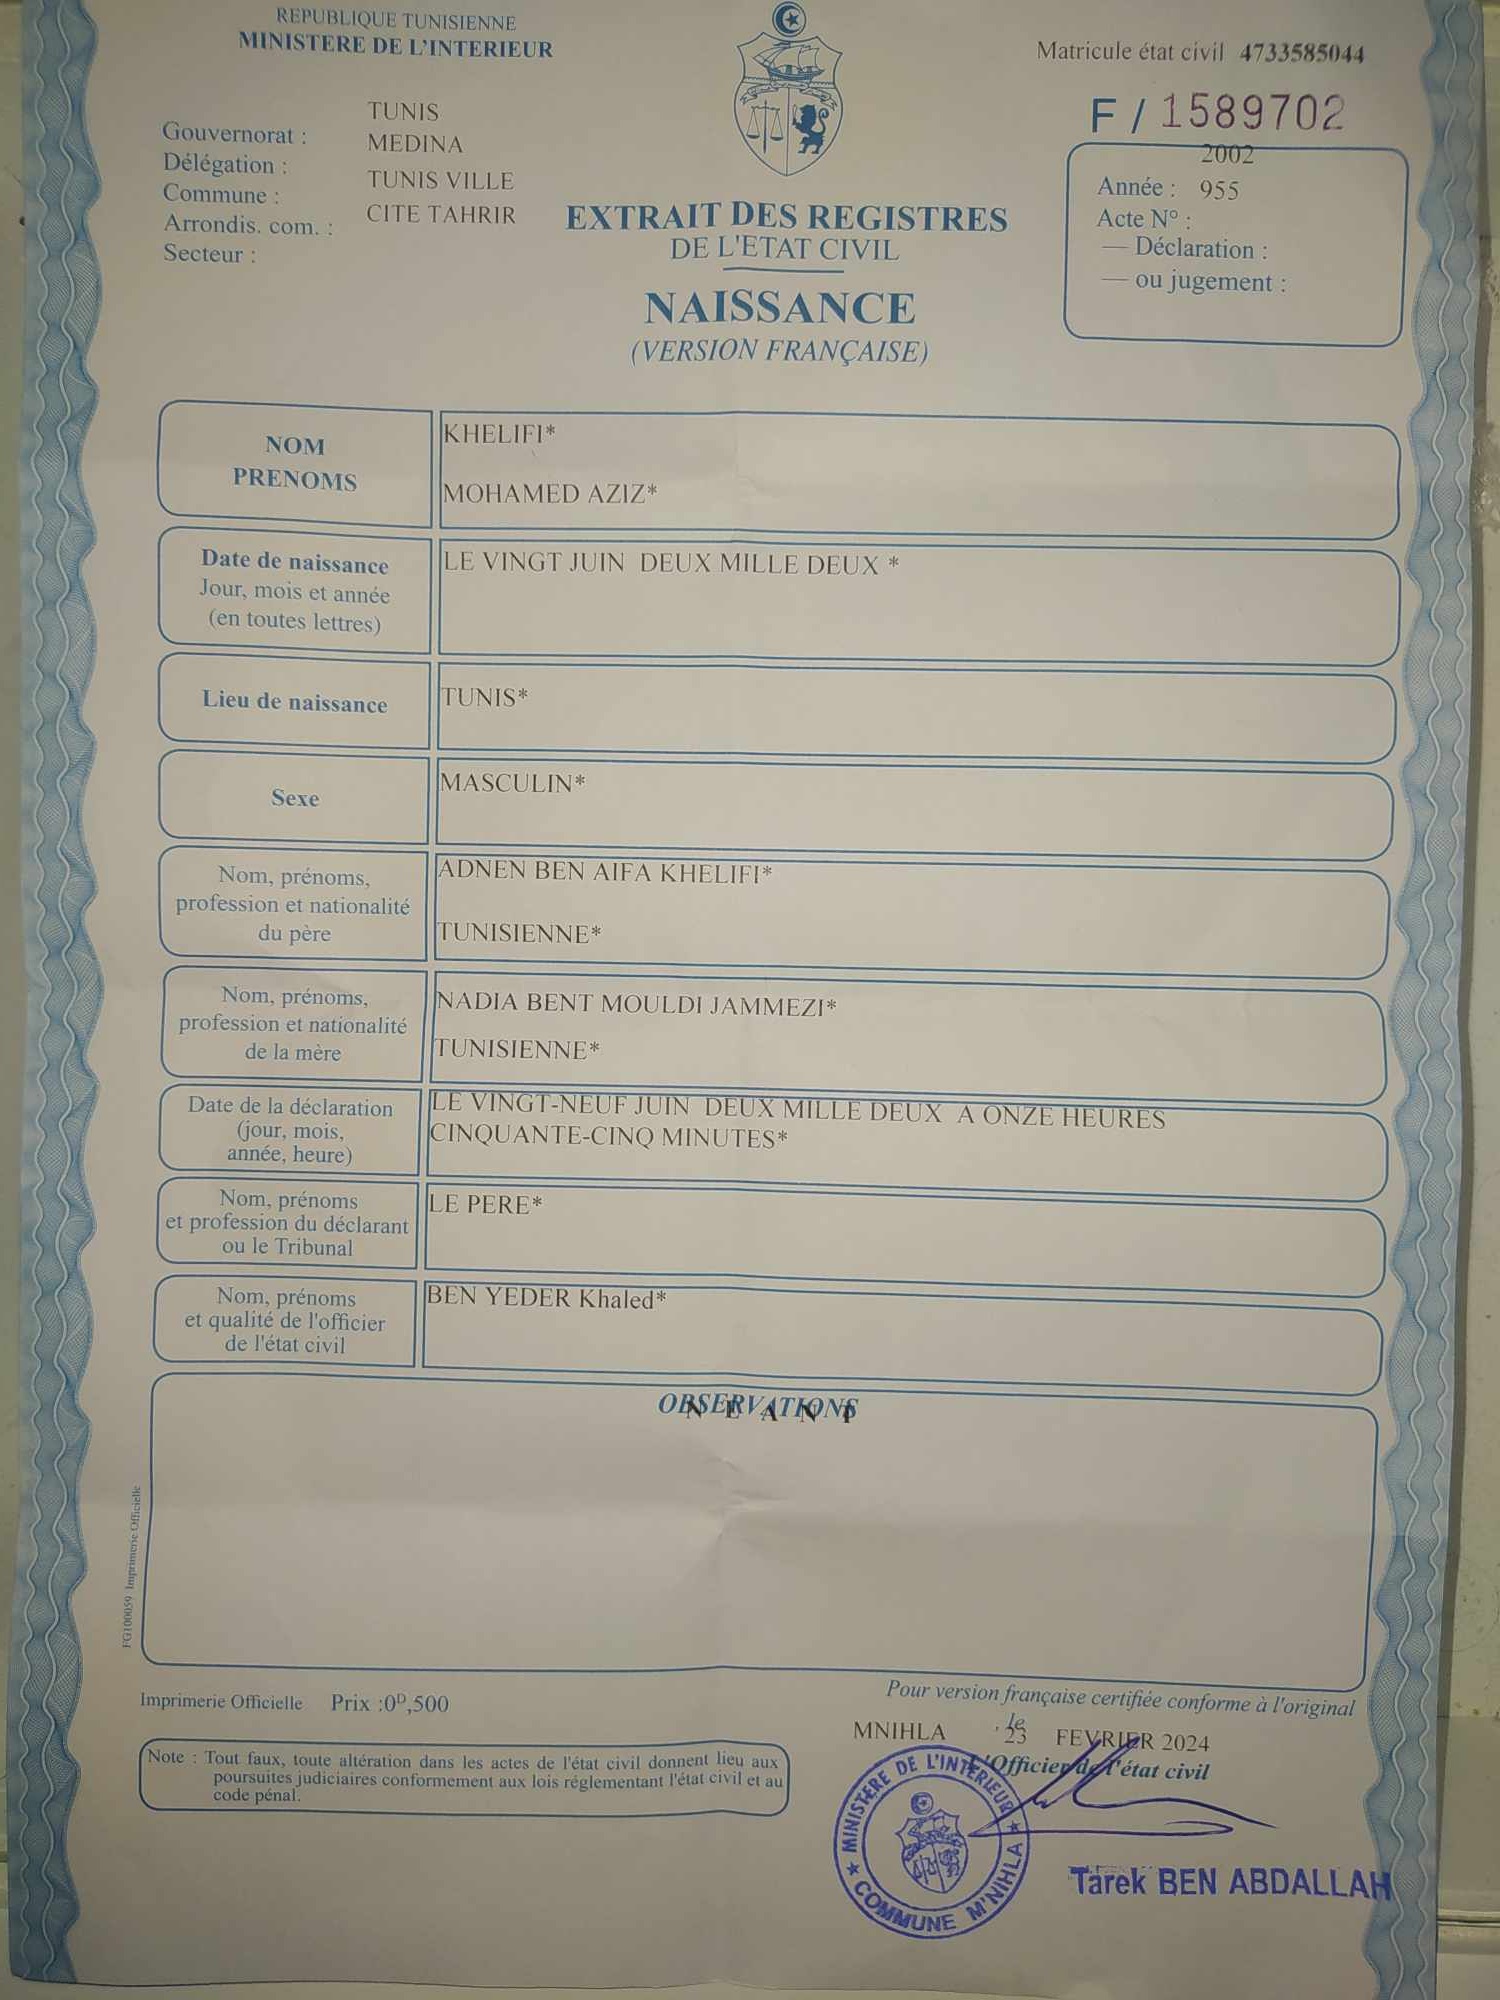 REPUBLIQUE TUNISIENNE
MINISTERE DE L'INTERIEUR
Matricule état civil 4733585044
F / 1589702
Gouvernorat : TUNIS
Délégation : MEDINA
Commune : TUNIS VILLE
Arrondis. com. : CITE TAHRIR
Secteur :
2002
Année : 955
Acte N° :
— Déclaration :
— ou jugement :
EXTRAIT DES REGISTRES
DE L'ETAT CIVIL
NAISSANCE
(VERSION FRANÇAISE)
NOM
PRENOMS
KHELIFI*
MOHAMED AZIZ*
Date de naissance
Jour, mois et année
(en toutes lettres)
LE VINGT JUIN DEUX MILLE DEUX *
Lieu de naissance
TUNIS*
Sexe
MASCULIN*
Nom, prénoms,
profession et nationalité
du père
ADNEN BEN AIFA KHELIFI*
TUNISIENNE*
Nom, prénoms,
profession et nationalité
de la mère
NADIA BENT MOULDI JAMMEZI*
TUNISIENNE*
Date de la déclaration
(jour, mois,
année, heure)
LE VINGT-NEUF JUIN DEUX MILLE DEUX A ONZE HEURES
CINQUANTE-CINQ MINUTES*
Nom, prénoms
et profession du déclarant
ou le Tribunal
LE PERE*
Nom, prénoms
et qualité de l'officier
de l'état civil
BEN YEDER Khaled*
OBSERVATIONS
N E A N T
FG100059 Imprimerie Officielle
Imprimerie Officielle Prix :0D,500
Pour version française certifiée conforme à l'original
MNIHLA , le 23 FEVRIER 2024
L'Officier de l'état civil
Note : Tout faux, toute altération dans les actes de l'état civil donnent lieu aux
poursuites judiciaires conformement aux lois réglementant l'état civil et au
code pénal.
★ MINISTERE DE L'INTERIEUR ★
COMMUNE M'NIHLA
Tarek BEN ABDALLAH